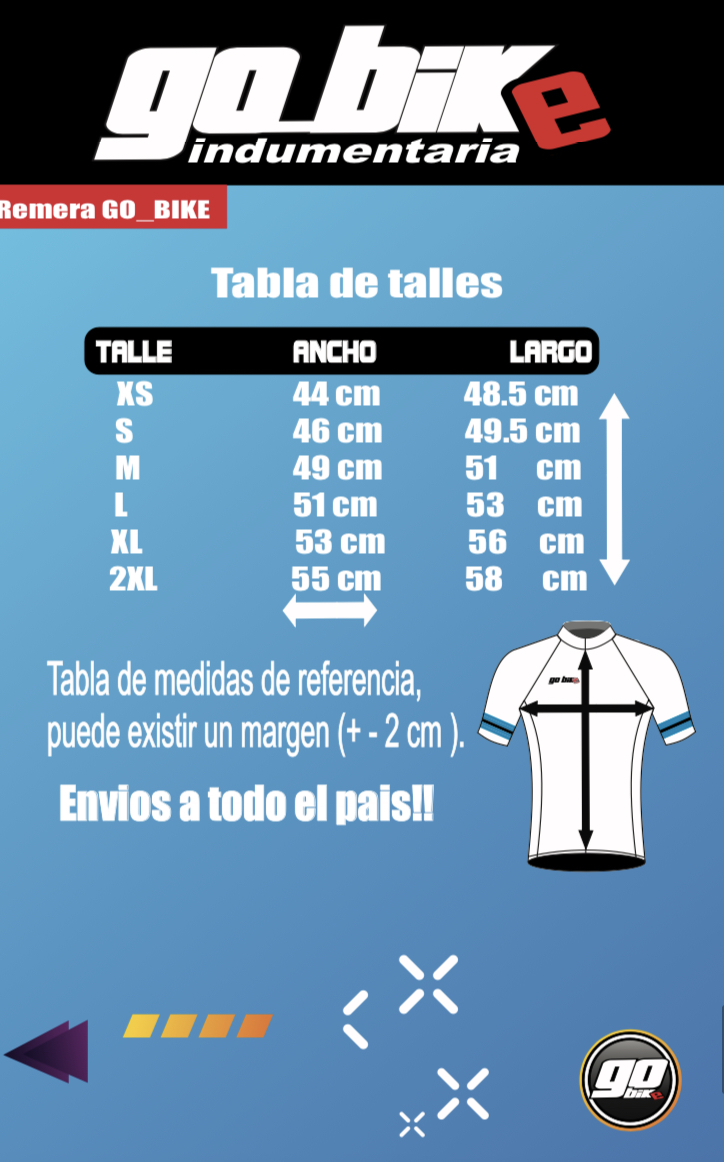 go_bike
indumentaria
Remera GO_BIKE
Tabla de talles
TALLE ANCHO LARGO
XS 44 cm 48.5 cm
S 46 cm 49.5 cm
M 49 cm 51 cm
L 51 cm 53 cm
XL 53 cm 56 cm
2XL 55 cm 58 cm
Tabla de medidas de referencia,
puede existir un margen (+ - 2 cm ).
go bike
Envios a todo el pais!!
go
bike